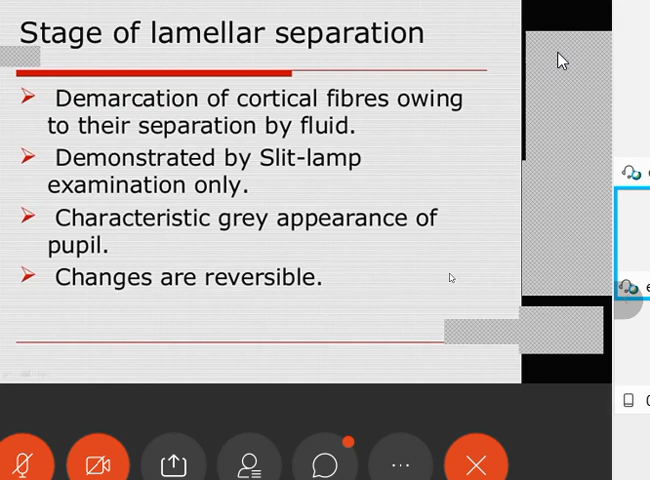 Stage of lamellar separation
Demarcation of cortical fibres owing
to their separation by fluid.
Demonstrated by Slit-lamp
examination only.
Characteristic grey appearance of
pupil.
Changes are reversible.